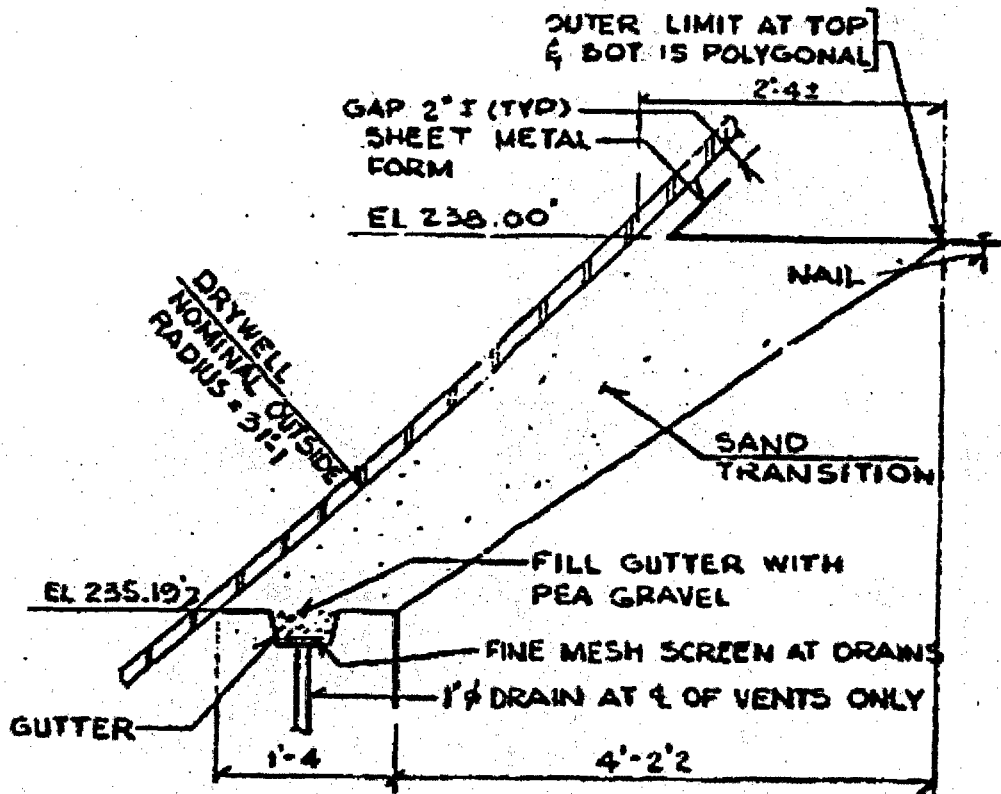 OUTER LIMIT AT TOP
& BOT IS POLYGONAL
2'-4±
GAP 2" ± (TYP)
SHEET METAL
FORM
EL 238.00'
NAIL
DRYWELL
NOMINAL OUTSIDE
RADIUS = 31'-1
SAND
TRANSITION
FILL GUTTER WITH
PEA GRAVEL
EL 235.19'
FINE MESH SCREEN AT DRAINS
1"ϕ DRAIN AT ℄ OF VENTS ONLY
GUTTER
1'-4
4'-2'2